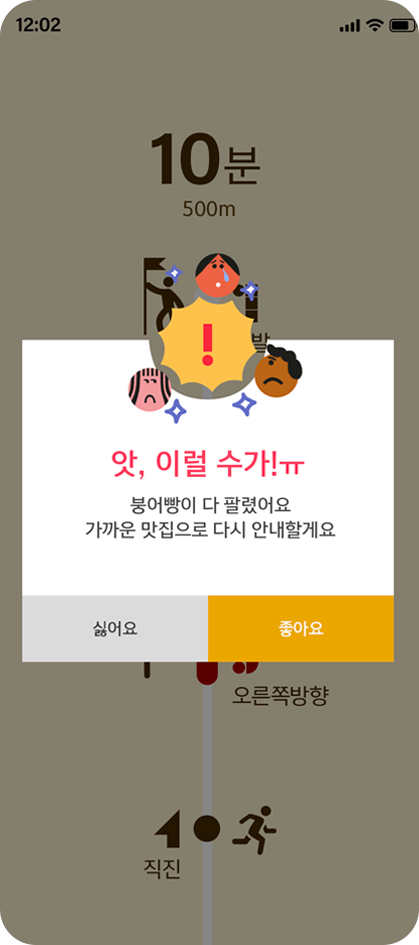 12:02
10분
500m
발
!
앗, 이럴 수가!ㅠ
붕어빵이 다 팔렸어요
가까운 맛집으로 다시 안내할게요
싫어요
좋아요
오른쪽방향
직진